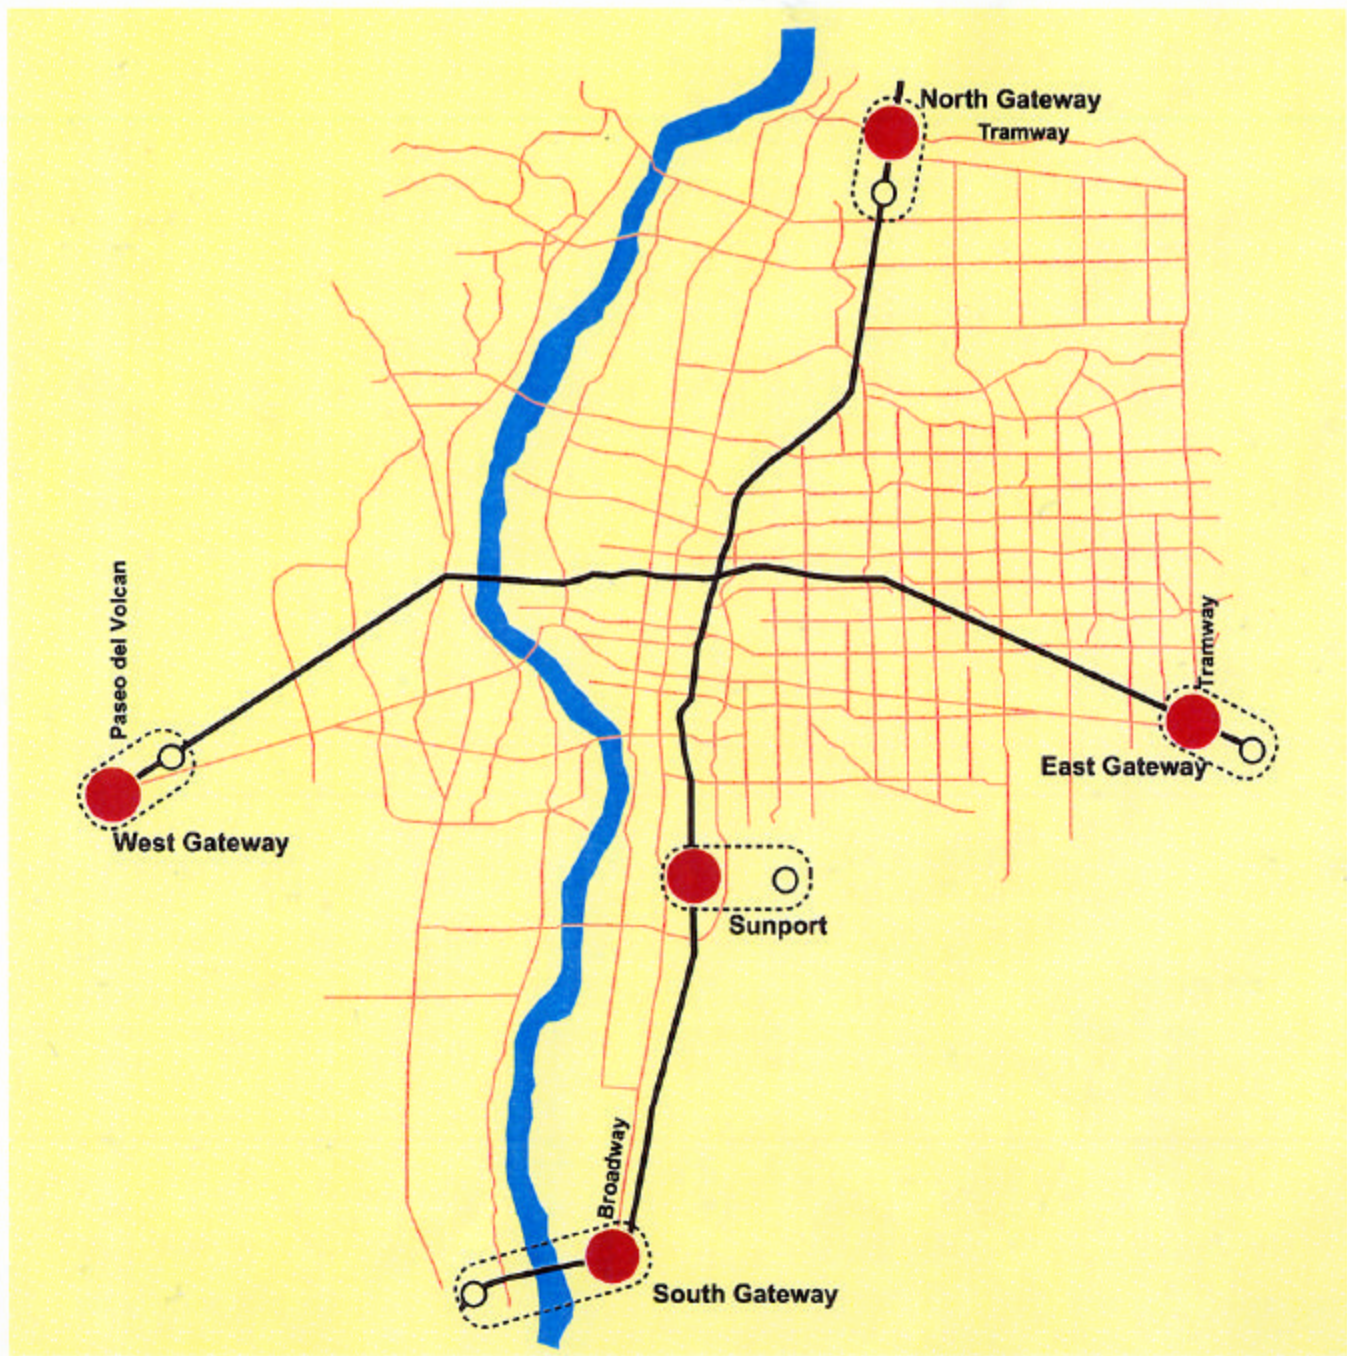 North Gateway
Tramway
Paseo del Volcan
Tramway
East Gateway
West Gateway
Sunport
Broadway
South Gateway